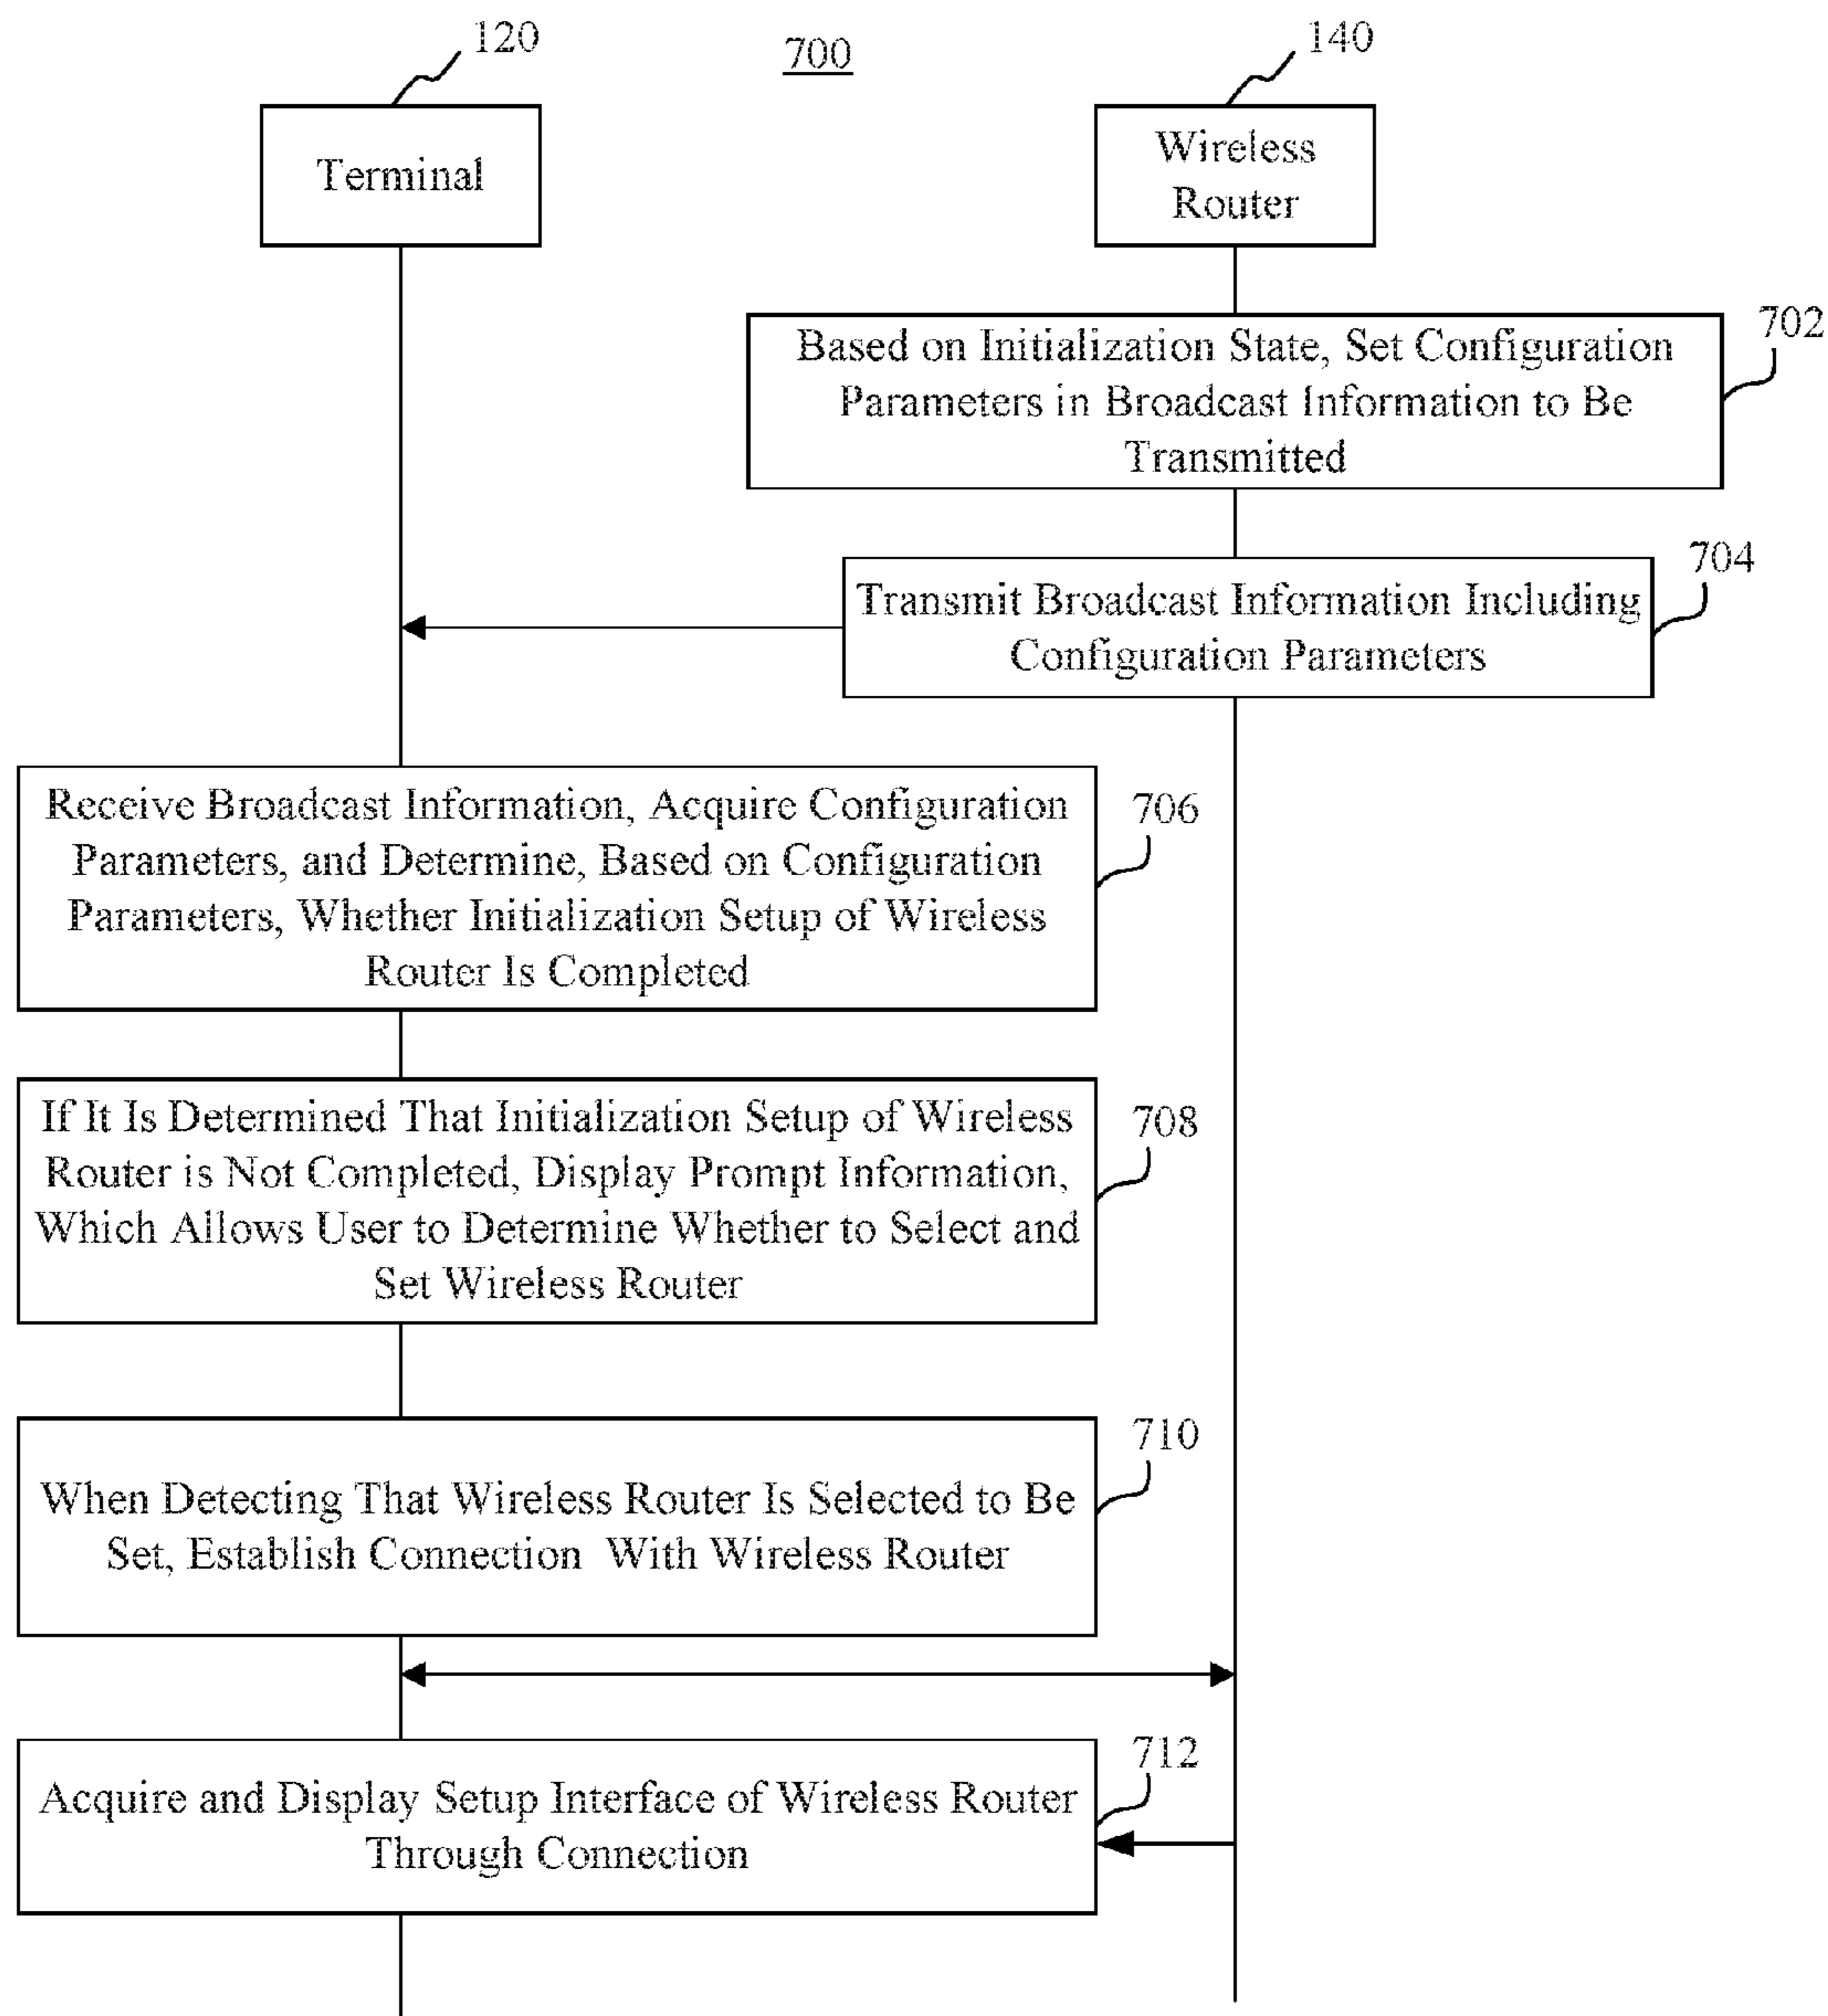 120
700
140
Terminal
Wireless
Router
702
Based on Initialization State, Set Configuration
Parameters in Broadcast Information to Be
Transmitted
704
Transmit Broadcast Information Including
Configuration Parameters
706
Receive Broadcast Information, Acquire Configuration
Parameters, and Determine, Based on Configuration
Parameters, Whether Initialization Setup of Wireless
Router Is Completed
708
If It Is Determined That Initialization Setup of Wireless
Router is Not Completed, Display Prompt Information,
Which Allows User to Determine Whether to Select and
Set Wireless Router
710
When Detecting That Wireless Router Is Selected to Be
Set, Establish Connection With Wireless Router
712
Acquire and Display Setup Interface of Wireless Router
Through Connection